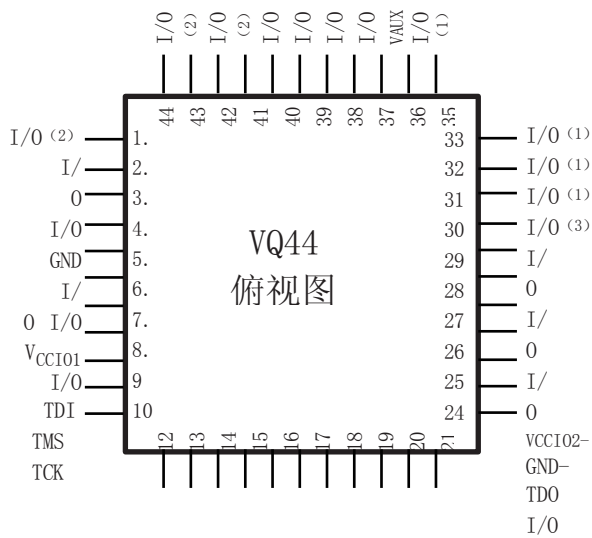 I/O (2) I/O (2) I/O I/O I/O I/O VAUX I/O (1)
44 43 42 41 40 39 38 37 36 35
I/O (2) 1. 33 I/O (1)
I/ 2. 32 I/O (1)
O 3. 31 I/O (1)
I/O 4. 30 I/O (3)
GND 5. 29 I/
I/ 6. 28 O
O I/O 7. 27 I/
VCCIO1 8. 26 O
I/O 9 25 I/
TDI 10 24 O
VQ44
俯视图
12 13 14 15 16 17 18 19 20 21
TMS
TCK
VCCIO2-
GND-
TDO
I/O